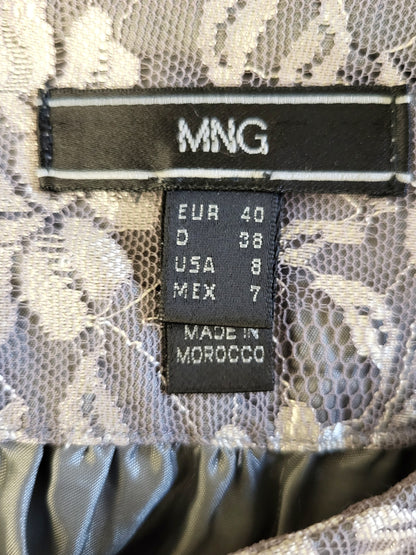 MNG
EUR 40
D 38
USA 8
MEX 7
MADE IN
MOROCCO